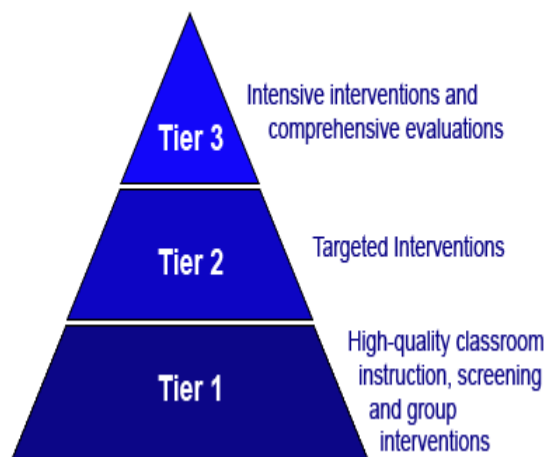 Tier 3
Intensive interventions and
comprehensive evaluations
Tier 2
Targeted Interventions
Tier 1
High-quality classroom
instruction, screening
and group
interventions